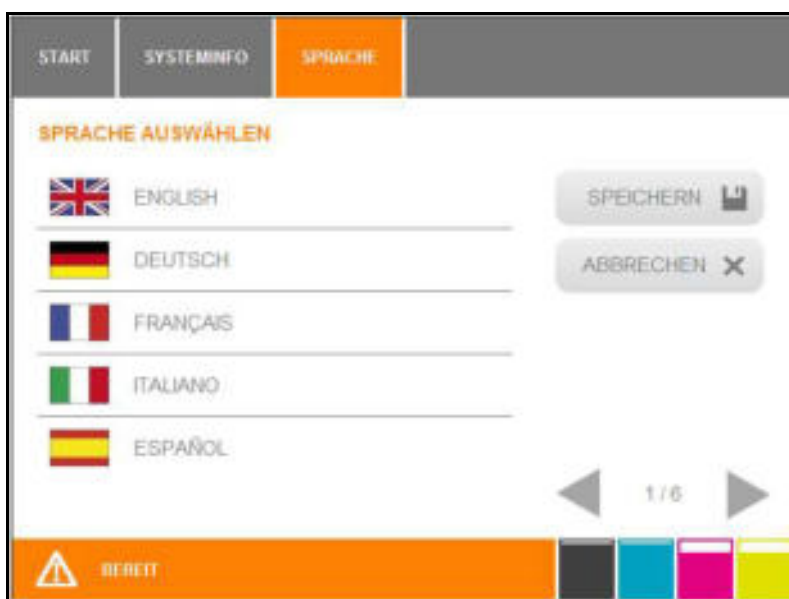 START SYSTEMINFO SPRACHE
SPRACHE AUSWÄHLEN
ENGLISH
SPEICHERN
DEUTSCH
ABBRECHEN
FRANÇAIS
ITALIANO
ESPAÑOL
1 / 6
BEREIT